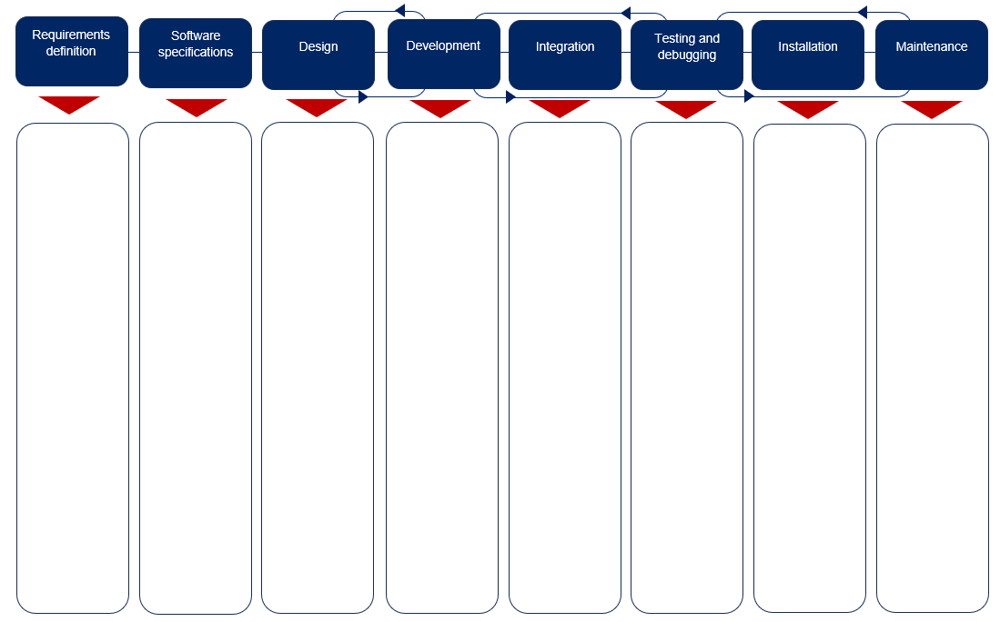 Requirements
definition
Software
specifications
Design
Development
Integration
Testing and
debugging
Installation
Maintenance